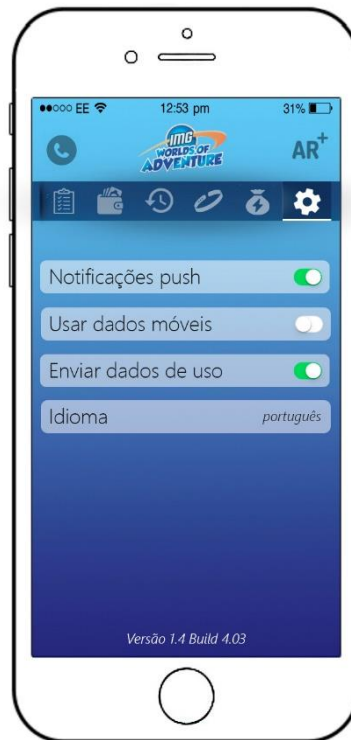 EE 12:53 pm 31%
IMG
WORLDS OF
ADVENTURE
AR+
Notificações push
Usar dados móveis
Enviar dados de uso
Idioma português
Versão 1.4 Build 4.03